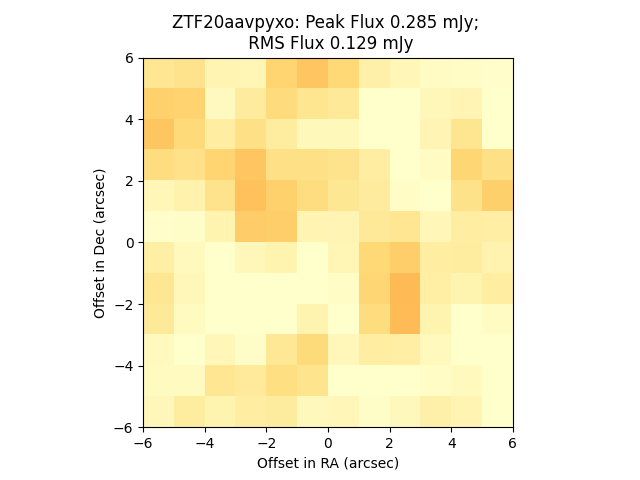 ZTF20aavpyxo: Peak Flux 0.285 mJy;
RMS Flux 0.129 mJy
6
4
2
0
−2
−4
−6
Offset in Dec (arcsec)
−6 −4 −2 0 2 4 6
Offset in RA (arcsec)